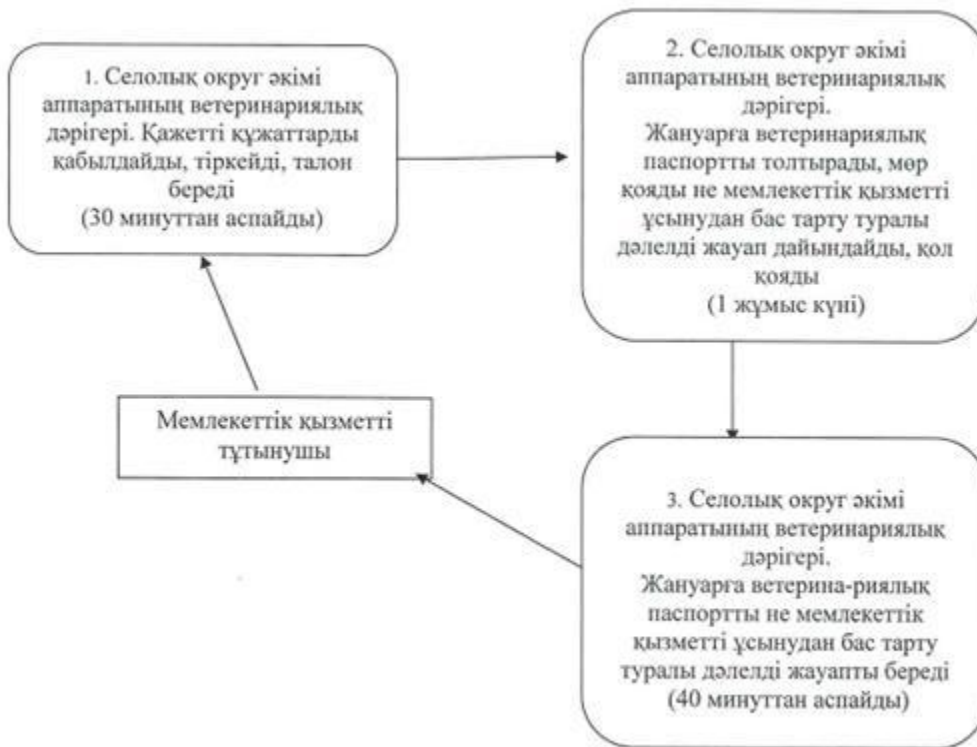 1. Селолық округ әкімі
аппаратының ветеринариялық
дәрігері. Қажетті құжаттарды
қабылдайды, тіркейді, талон
береді
(30 минуттан аспайды)
2. Селолық округ әкімі
аппаратының ветеринариялық
дәрігері.
Жануарға ветеринариялық
паспортты толтырады, мөр
қояды не мемлекеттік қызметті
ұсынудан бас тарту туралы
дәлелді жауап дайындайды, қол
қояды
(1 жұмыс күні)
Мемлекеттік қызметті
тұтынушы
3. Селолық округ әкімі
аппаратының ветеринариялық
дәрігері.
Жануарға ветерина-риялық
паспортты не мемлекеттік
қызметті ұсынудан бас тарту
туралы дәлелді жауапты береді
(40 минуттан аспайды)